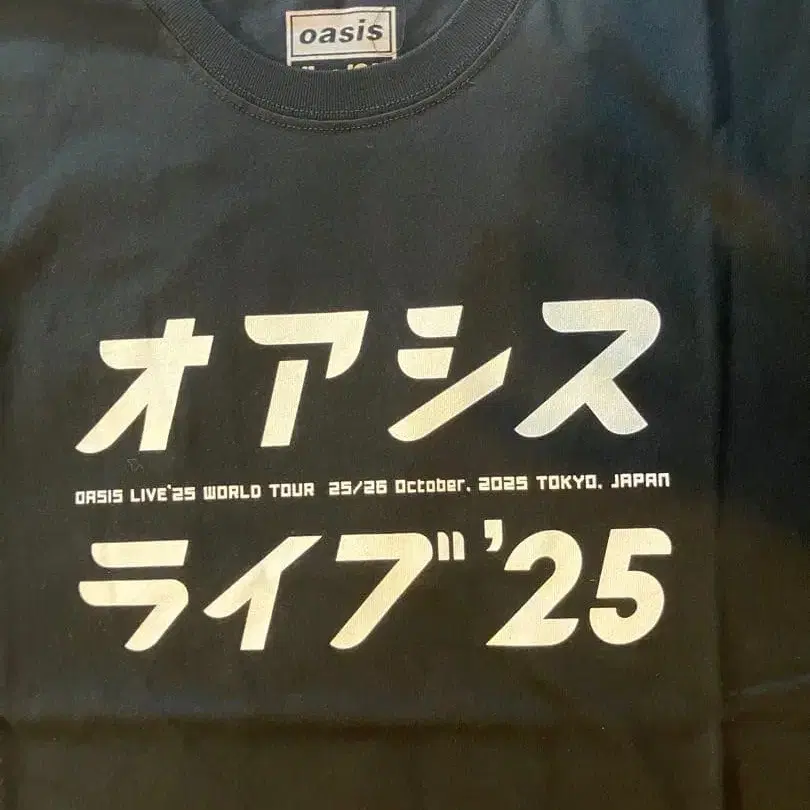 oasis
オアシス
OASIS LIVE'25 WORLD TOUR 25/26 October, 2025 TOKYO, JAPAN
ライブ'25